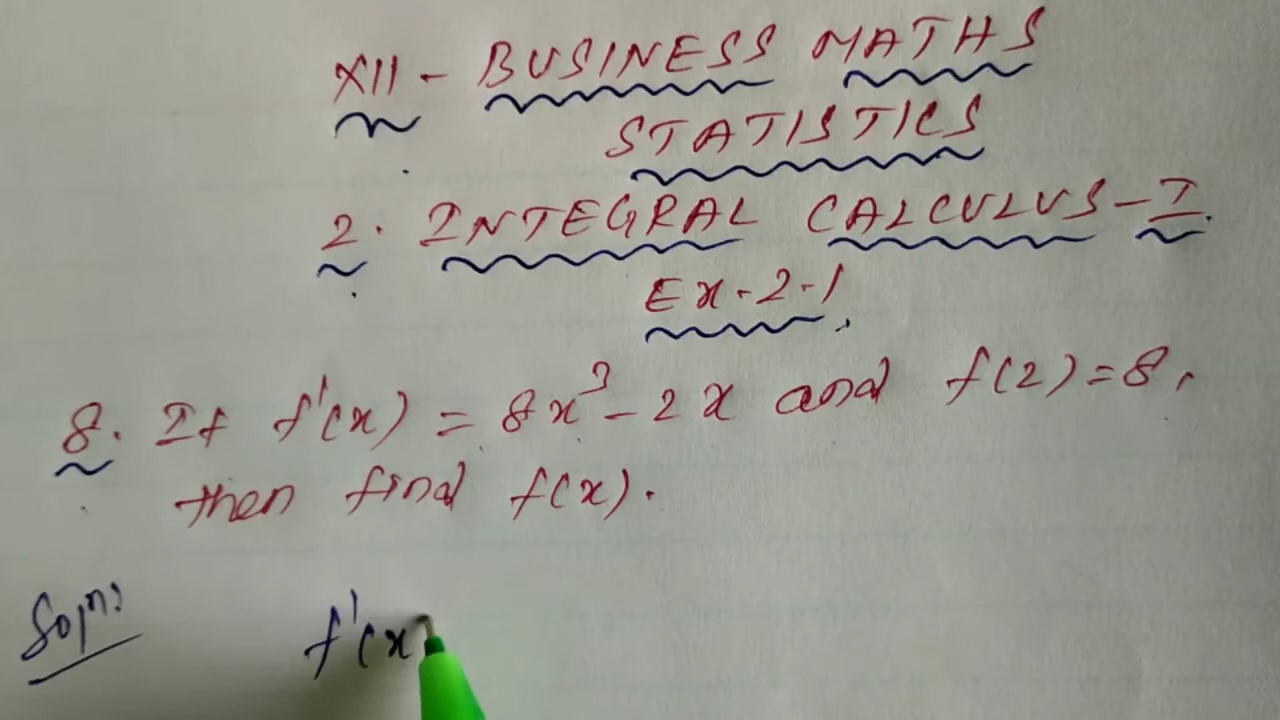 XII - BUSINESS MATHS
STATISTICS
2. INTEGRAL CALCULUS - I.
Ex-2-1.
8. If f'(x) = 8x³ - 2x and f(2) = 8,
then find f(x).
Soln:
f'(x